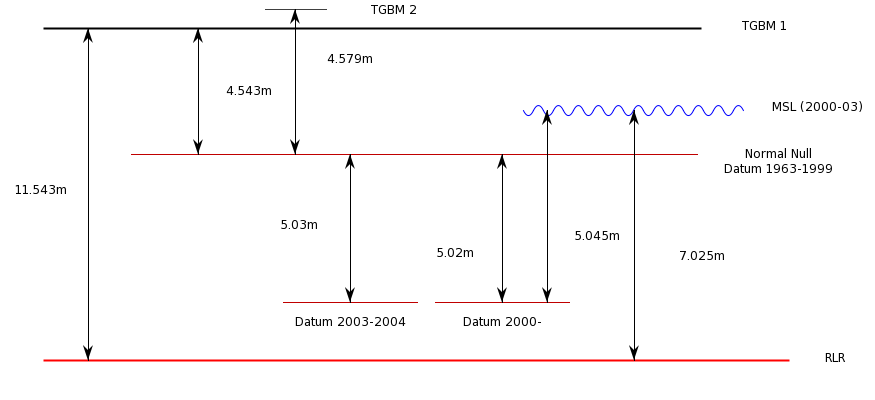 TGBM 2
TGBM 1
4.579m
4.543m
MSL (2000-03)
Normal Null
Datum 1963-1999
11.543m
5.03m
5.045m
5.02m
7.025m
Datum 2003-2004
Datum 2000-
RLR